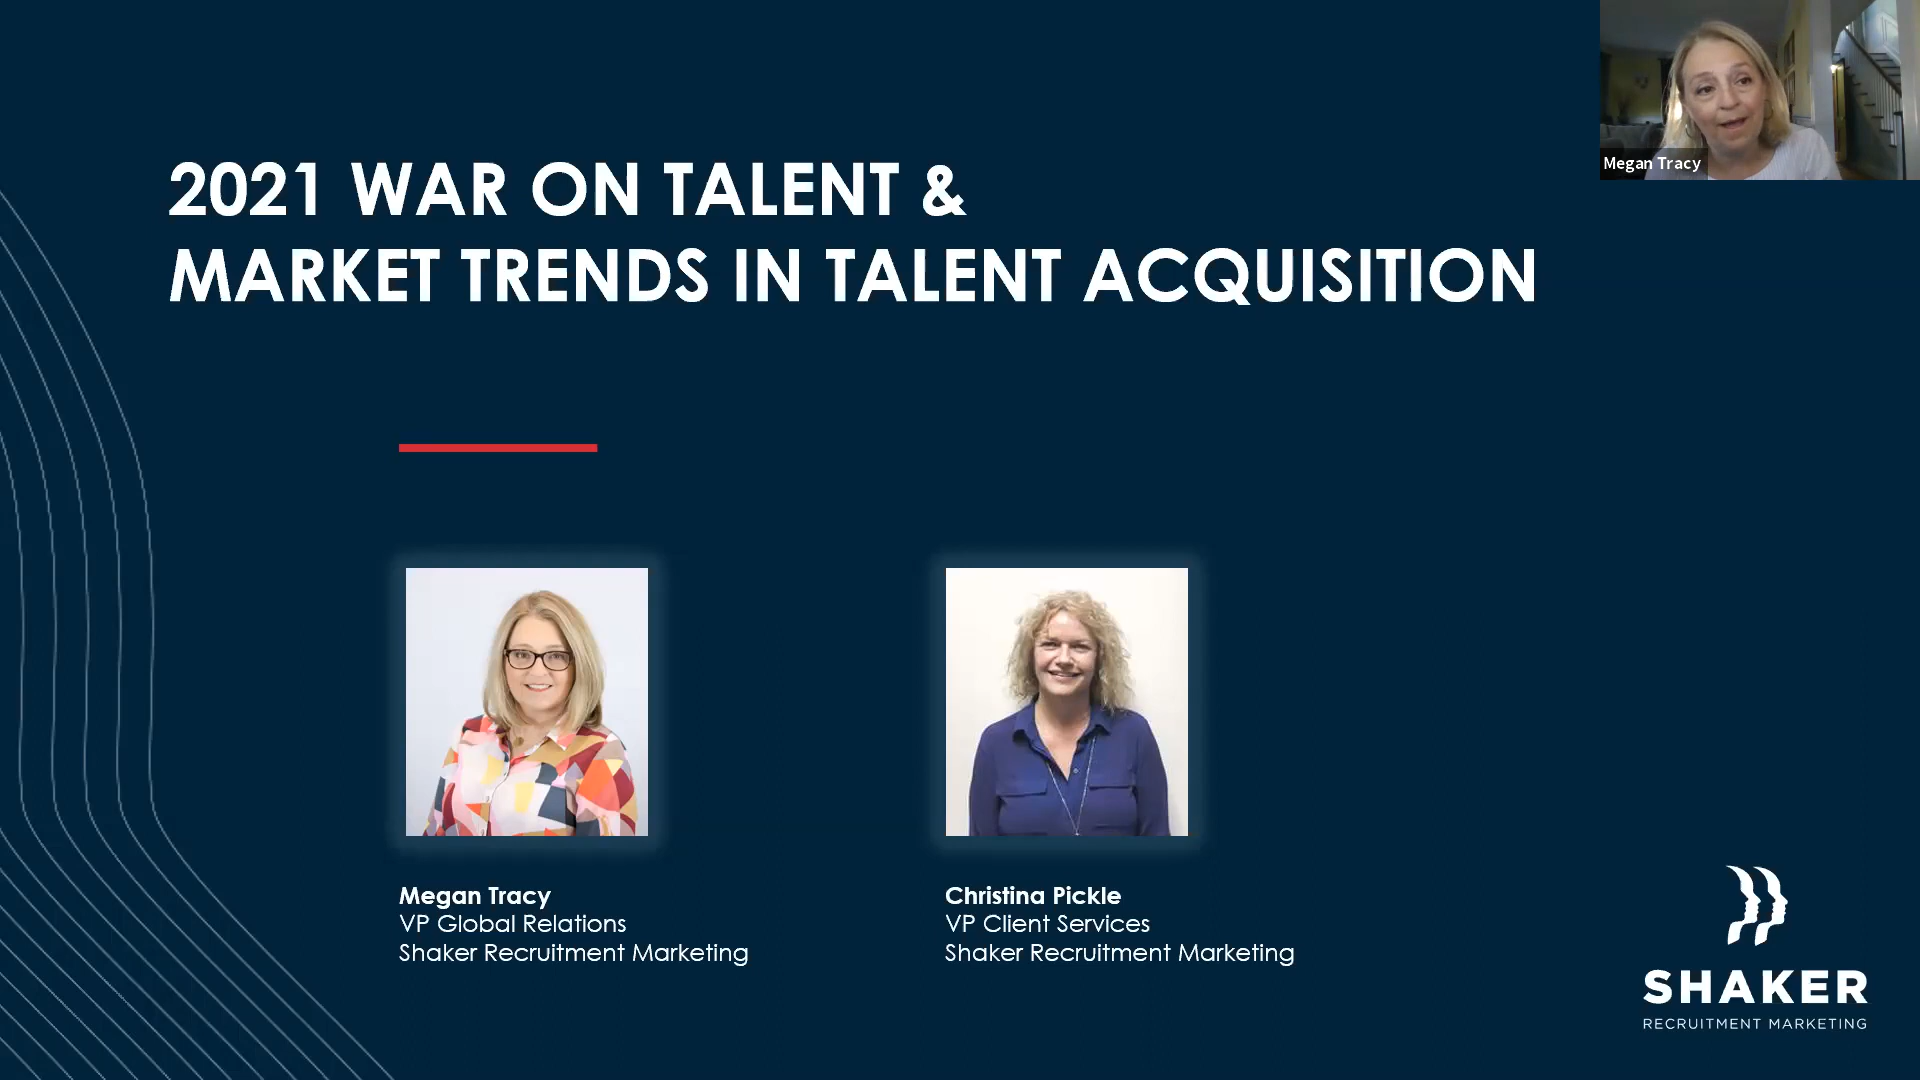 Megan Tracy
2021 WAR ON TALENT &
MARKET TRENDS IN TALENT ACQUISITION
Megan Tracy
VP Global Relations
Shaker Recruitment Marketing
Christina Pickle
VP Client Services
Shaker Recruitment Marketing
SHAKER
RECRUITMENT MARKETING